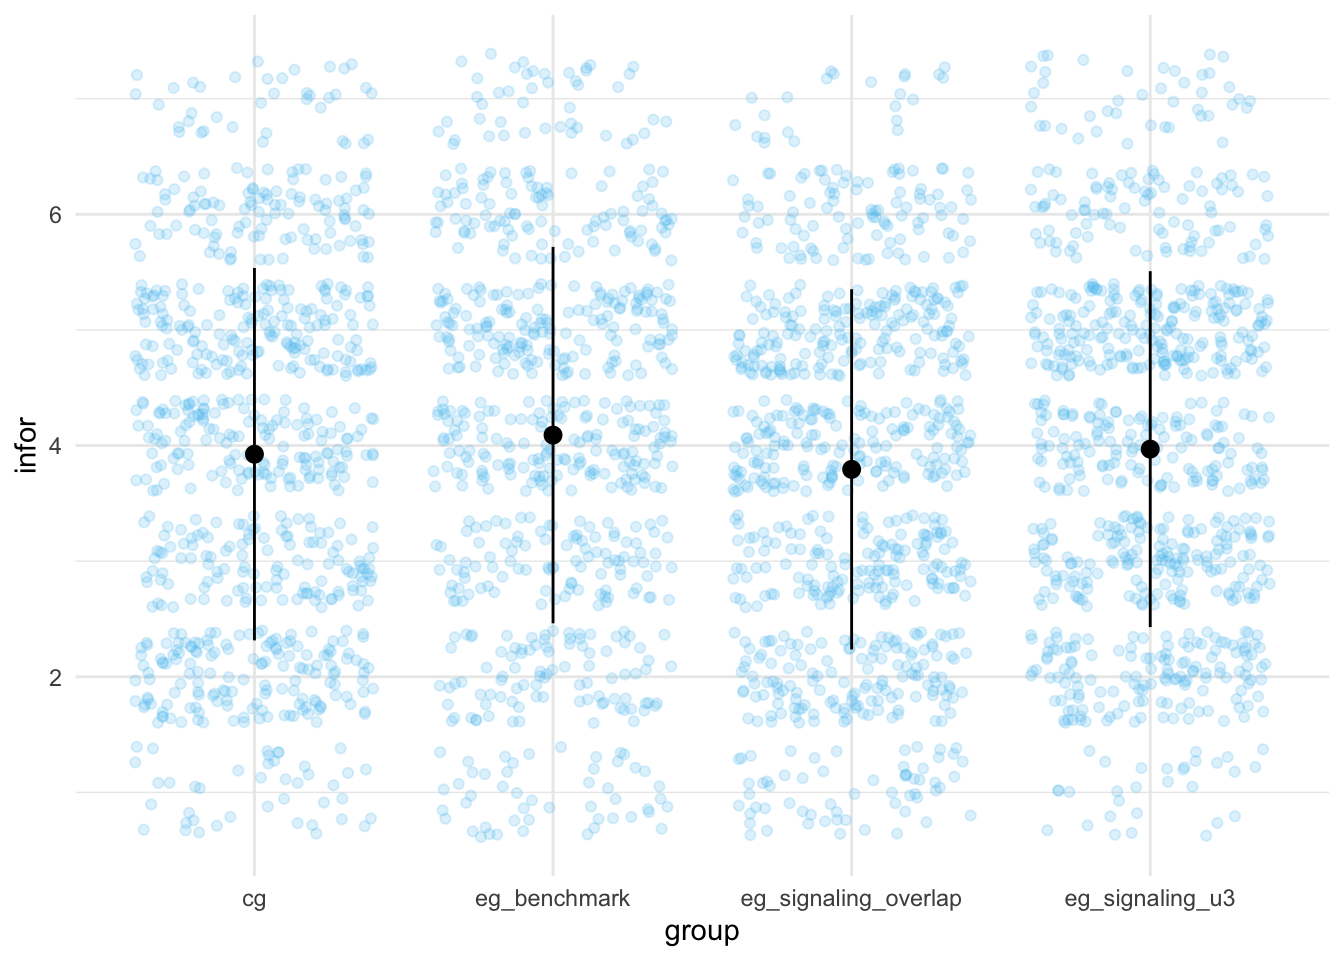 infor
6
4
2
cg
eg_benchmark
eg_signaling_overlap
eg_signaling_u3
group